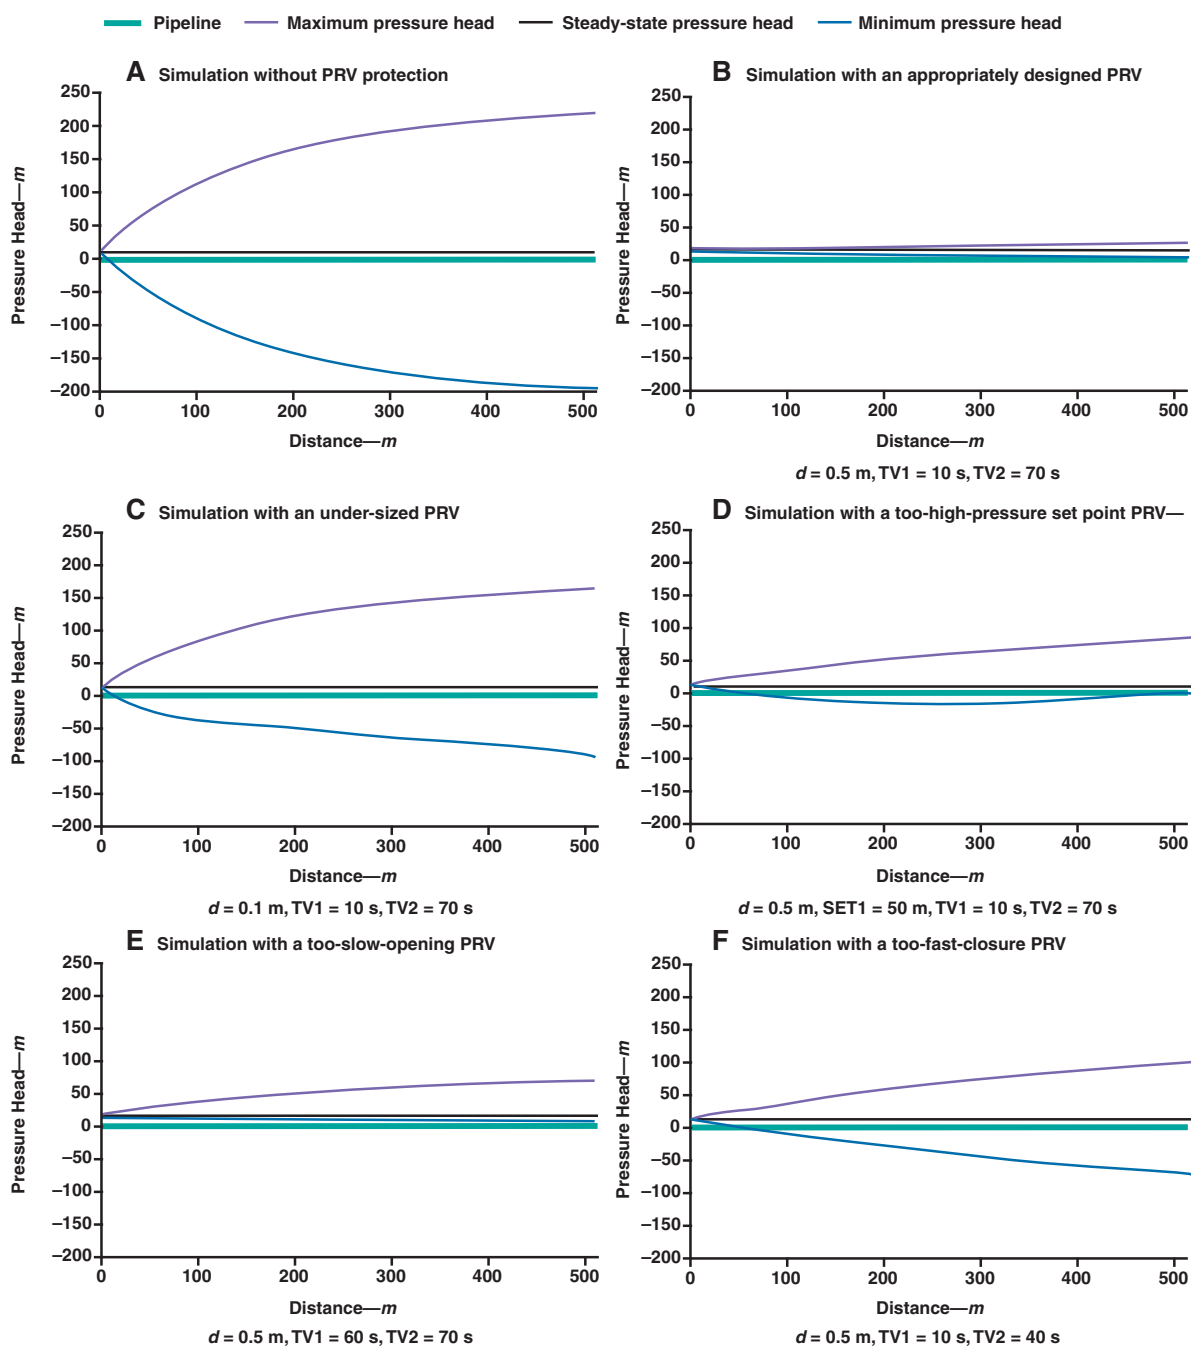 Pipeline Maximum pressure head Steady-state pressure head Minimum pressure head
A Simulation without PRV protection
Pressure Head—m
250
200
150
100
50
0
–50
–100
–150
–200
0 100 200 300 400 500
Distance—m
B Simulation with an appropriately designed PRV
Pressure Head—m
250
200
150
100
50
0
–50
–100
–150
–200
0 100 200 300 400 500
Distance—m
d = 0.5 m, TV1 = 10 s, TV2 = 70 s
C Simulation with an under-sized PRV
Pressure Head—m
250
200
150
100
50
0
–50
–100
–150
–200
0 100 200 300 400 500
Distance—m
d = 0.1 m, TV1 = 10 s, TV2 = 70 s
D Simulation with a too-high-pressure set point PRV—
Pressure Head—m
250
200
150
100
50
0
–50
–100
–150
–200
0 100 200 300 400 500
Distance—m
d = 0.5 m, SET1 = 50 m, TV1 = 10 s, TV2 = 70 s
E Simulation with a too-slow-opening PRV
Pressure Head—m
250
200
150
100
50
0
–50
–100
–150
–200
0 100 200 300 400 500
Distance—m
d = 0.5 m, TV1 = 60 s, TV2 = 70 s
F Simulation with a too-fast-closure PRV
Pressure Head—m
250
200
150
100
50
0
–50
–100
–150
–200
0 100 200 300 400 500
Distance—m
d = 0.5 m, TV1 = 10 s, TV2 = 40 s